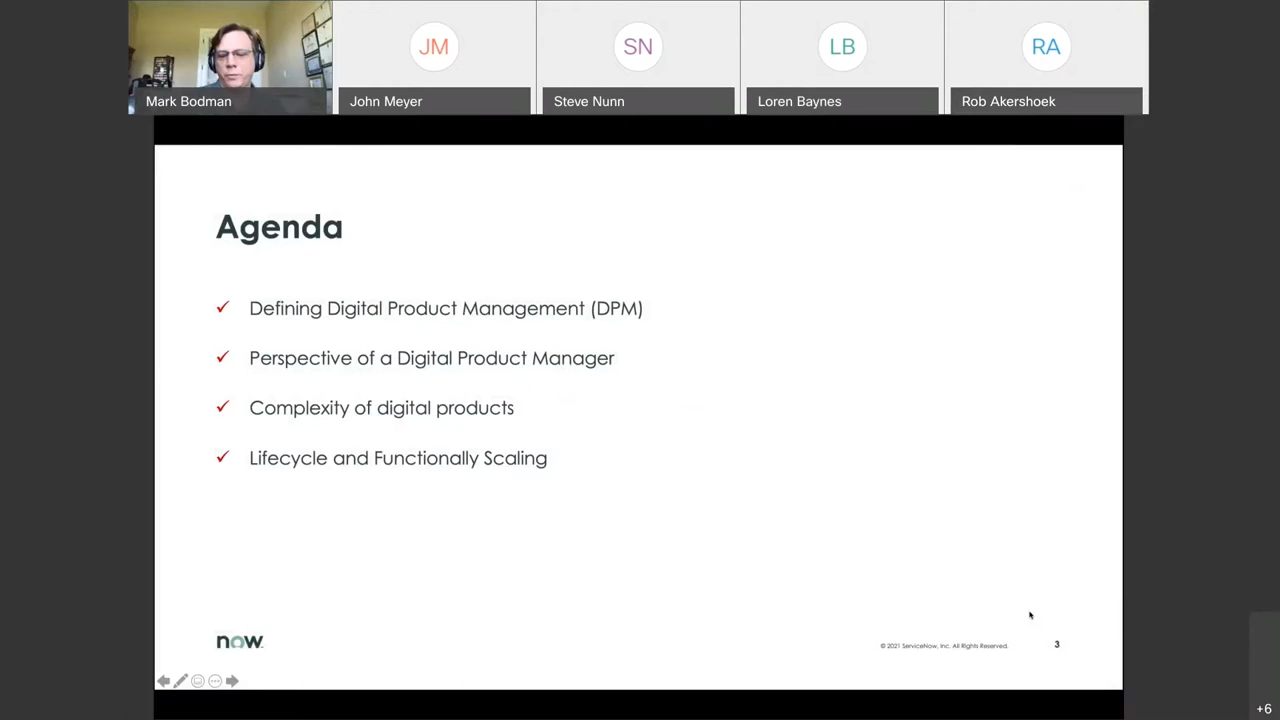 JM
SN
LB
RA
Mark Bodman
John Meyer
Steve Nunn
Loren Baynes
Rob Akershoek
Agenda
✓ Defining Digital Product Management (DPM)
✓ Perspective of a Digital Product Manager
✓ Complexity of digital products
✓ Lifecycle and Functionally Scaling
now.
© 2021 ServiceNow, Inc. All Rights Reserved.
3
+6